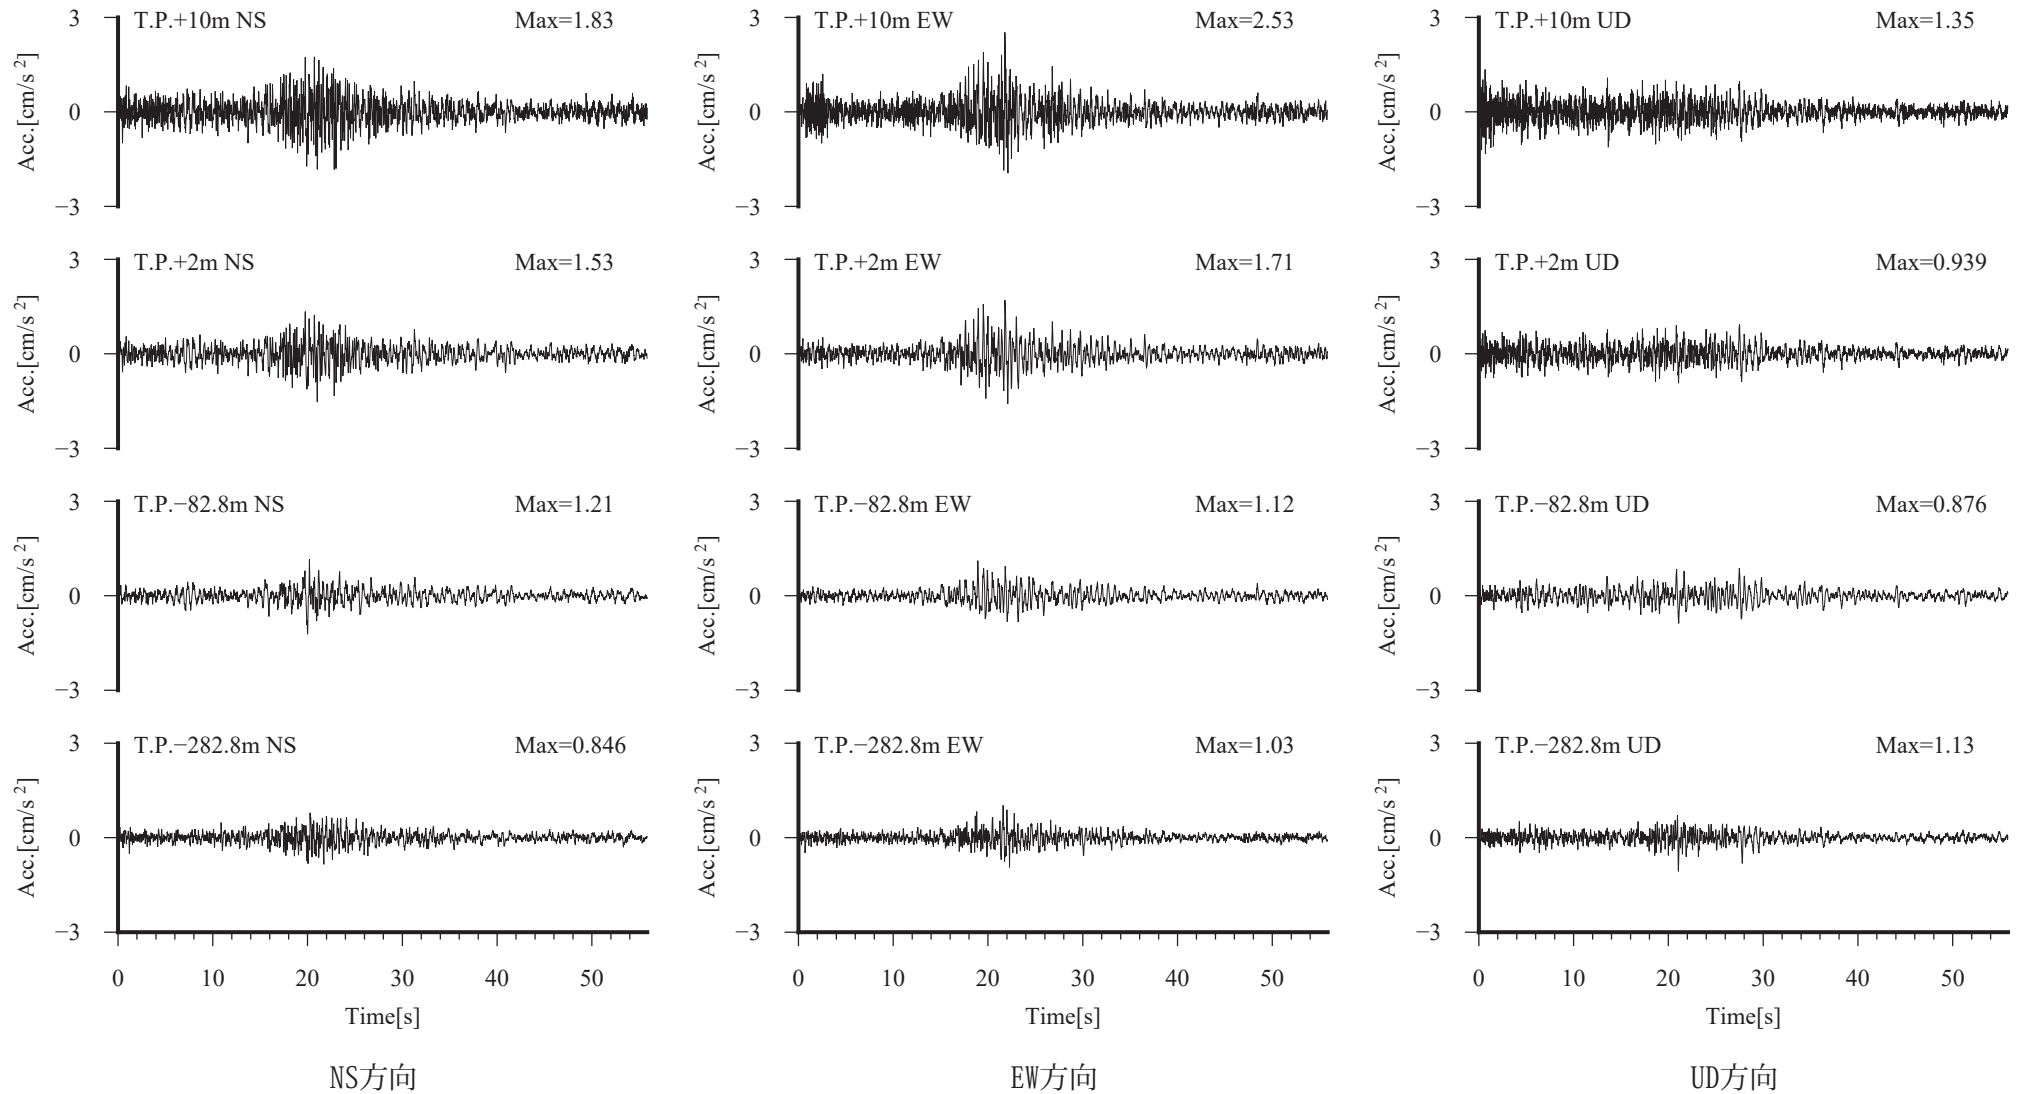 T.P.+10m NS Max=1.83
3
0
−3
Acc.[cm/s²]
T.P.+2m NS Max=1.53
3
0
−3
Acc.[cm/s²]
T.P.−82.8m NS Max=1.21
3
0
−3
Acc.[cm/s²]
T.P.−282.8m NS Max=0.846
3
0
−3
Acc.[cm/s²]
0 10 20 30 40 50
Time[s]
NS方向
T.P.+10m EW Max=2.53
3
0
−3
Acc.[cm/s²]
T.P.+2m EW Max=1.71
3
0
−3
Acc.[cm/s²]
T.P.−82.8m EW Max=1.12
3
0
−3
Acc.[cm/s²]
T.P.−282.8m EW Max=1.03
3
0
−3
Acc.[cm/s²]
0 10 20 30 40 50
Time[s]
EW方向
T.P.+10m UD Max=1.35
3
0
−3
Acc.[cm/s²]
T.P.+2m UD Max=0.939
3
0
−3
Acc.[cm/s²]
T.P.−82.8m UD Max=0.876
3
0
−3
Acc.[cm/s²]
T.P.−282.8m UD Max=1.13
3
0
−3
Acc.[cm/s²]
0 10 20 30 40 50
Time[s]
UD方向